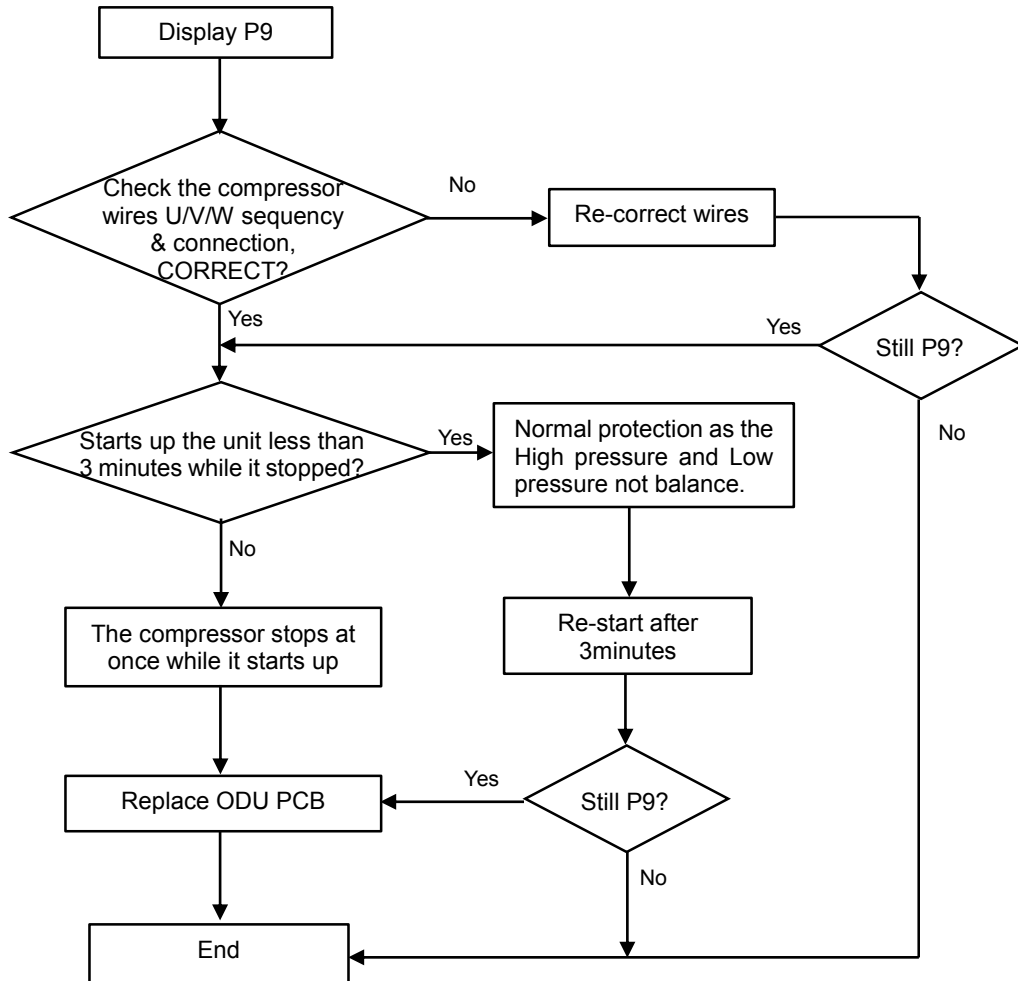 Display P9
Check the compressor
wires U/V/W sequency
& connection,
CORRECT?
No
Re-correct wires
Yes
Yes
Still P9?
No
Starts up the unit less than
3 minutes while it stopped?
Yes
Normal protection as the
High pressure and Low
pressure not balance.
No
The compressor stops at
once while it starts up
Re-start after
3minutes
Replace ODU PCB
Yes
Still P9?
No
End